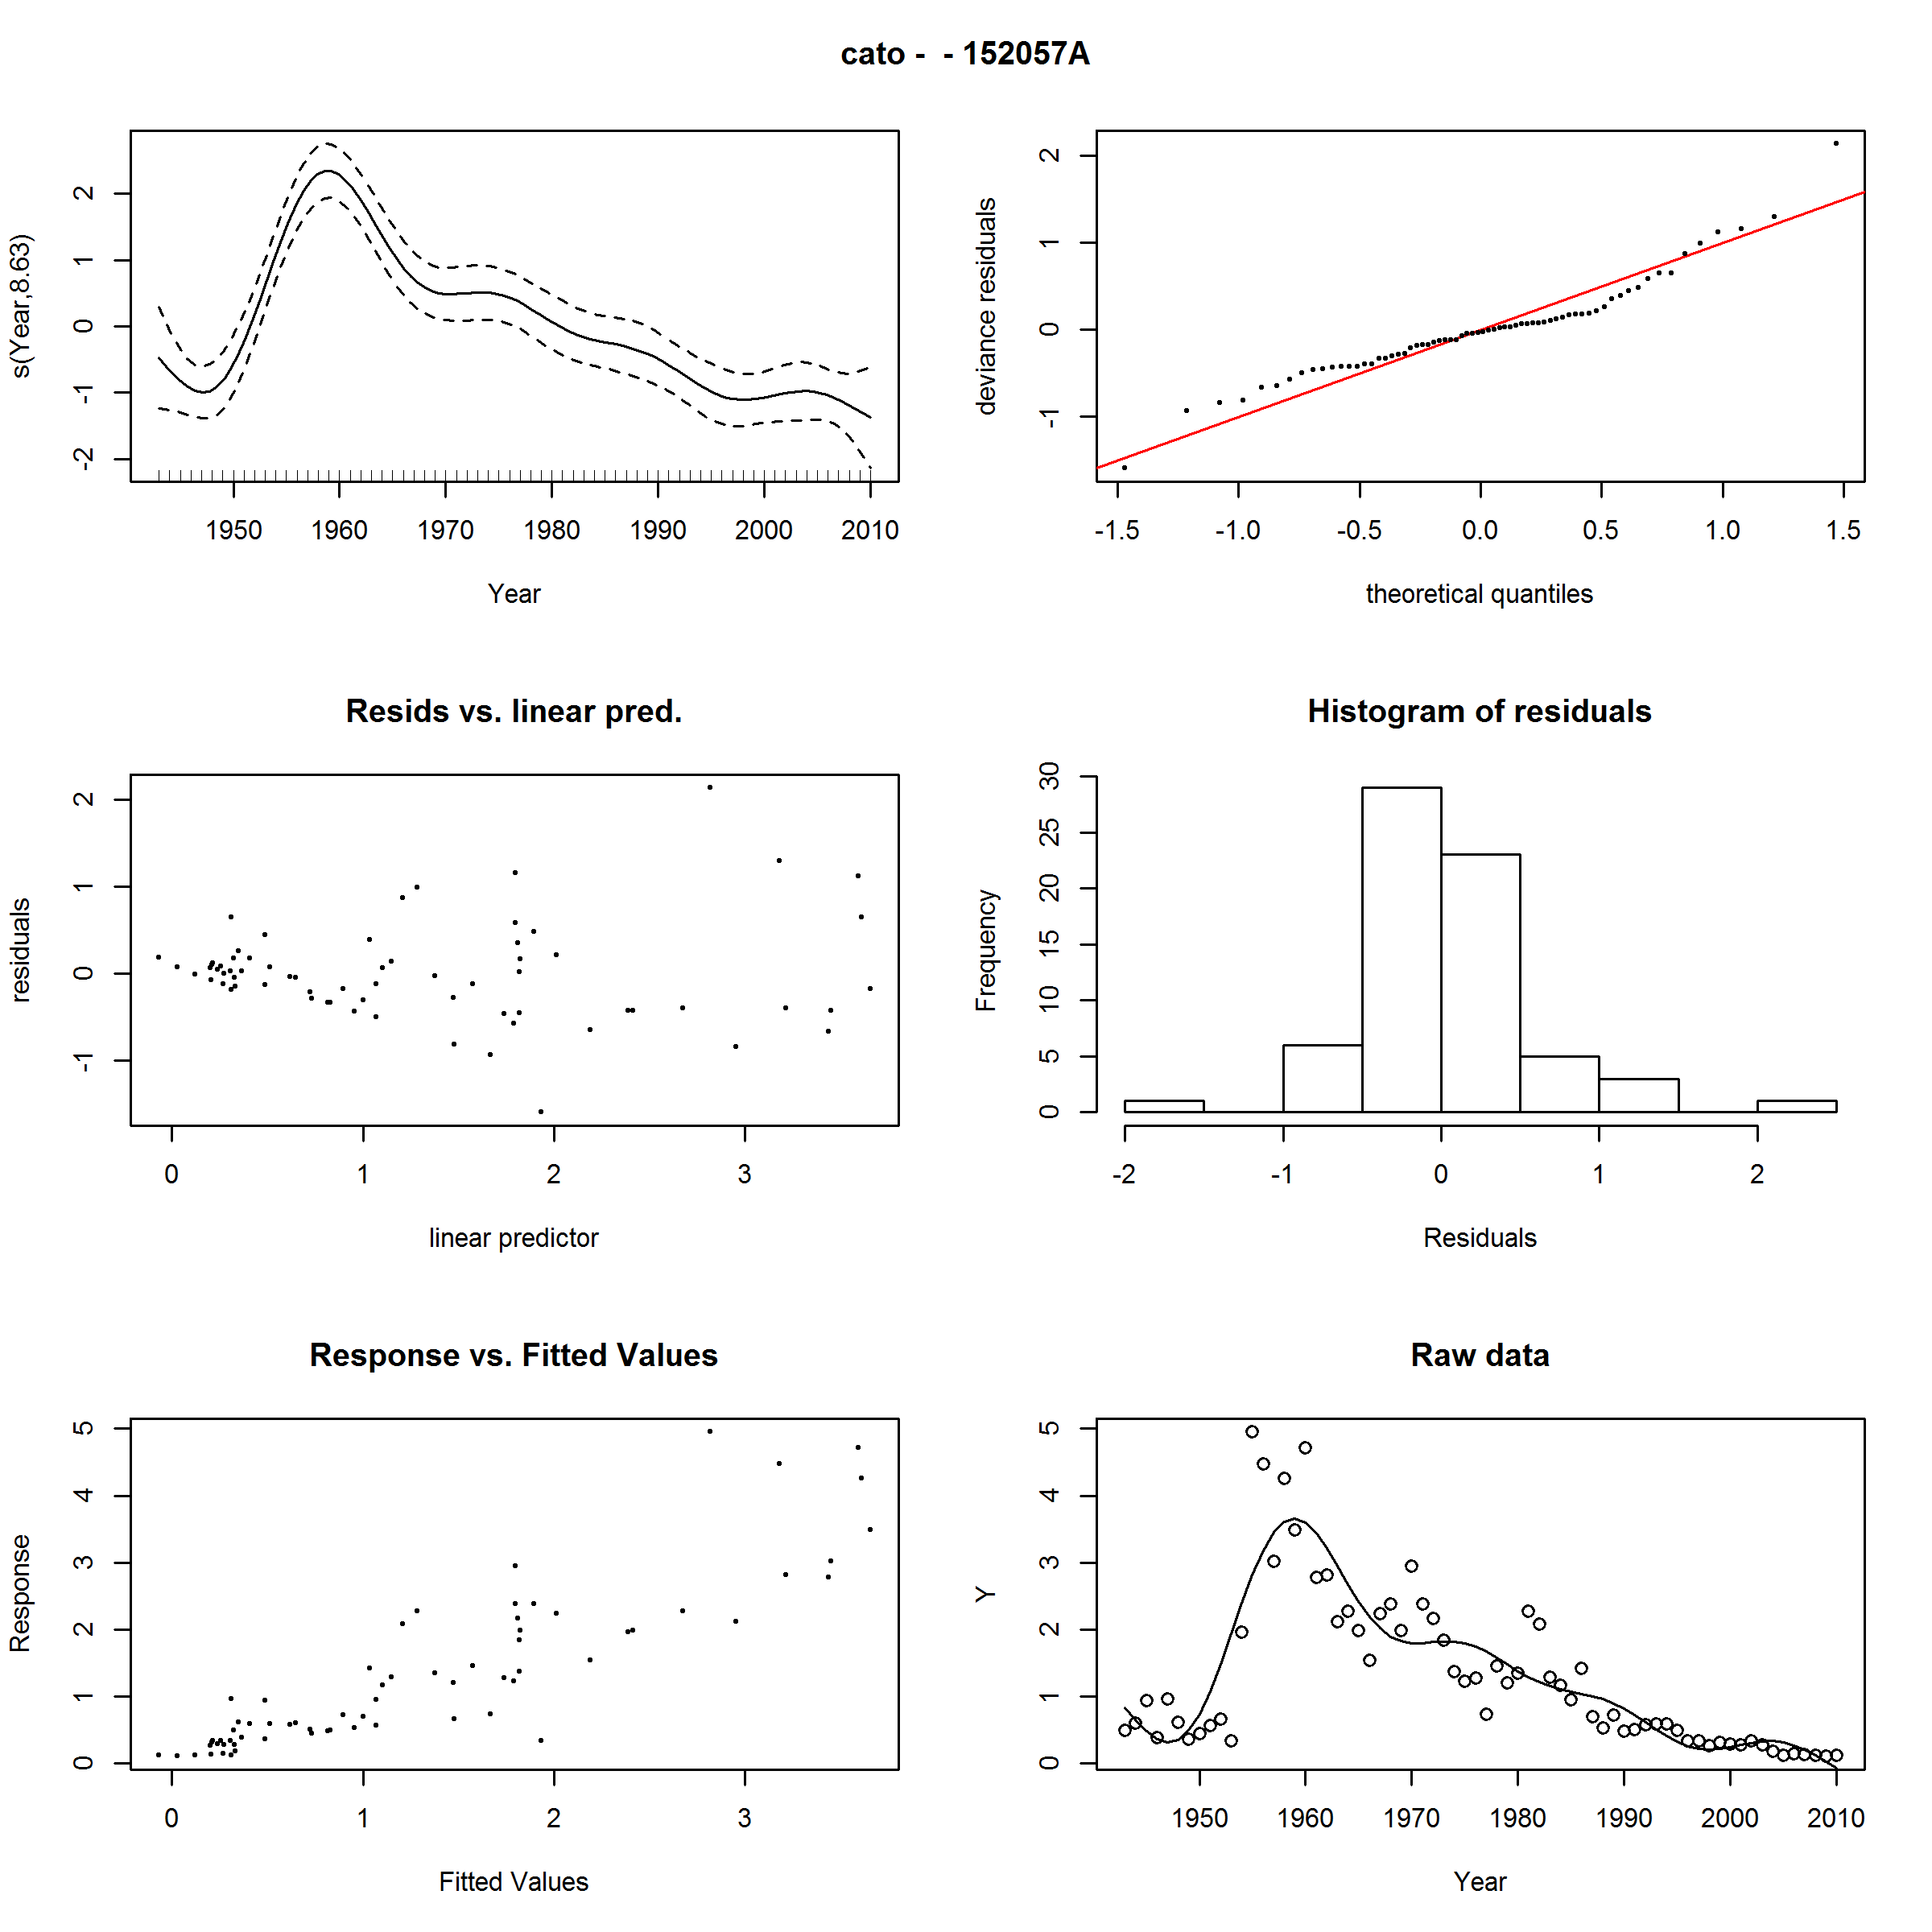 cato -  - 152057A
s(Year,8.63)
2
1
0
-1
-2
1950 1960 1970 1980 1990 2000 2010
Year
deviance residuals
2
1
0
-1
-1.5 -1.0 -0.5 0.0 0.5 1.0 1.5
theoretical quantiles
Resids vs. linear pred.
residuals
2
1
0
-1
0 1 2 3
linear predictor
Histogram of residuals
Frequency
30
25
20
15
10
5
0
-2 -1 0 1 2
Residuals
Response vs. Fitted Values
Response
5
4
3
2
1
0
0 1 2 3
Fitted Values
Raw data
Y
5
4
3
2
1
0
1950 1960 1970 1980 1990 2000 2010
Year